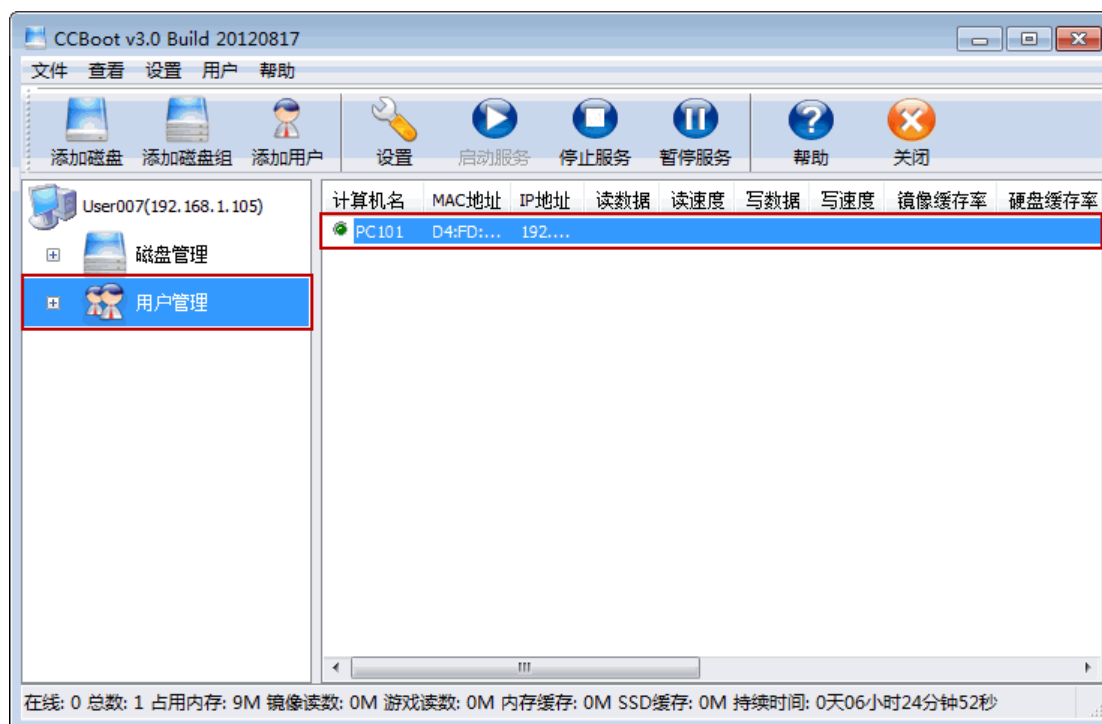 CCBoot v3.0 Build 20120817
文件 查看 设置 用户 帮助
添加磁盘 添加磁盘组 添加用户 设置 启动服务 停止服务 暂停服务 帮助 关闭
User007(192.168.1.105)
磁盘管理
用户管理
计算机名 MAC地址 IP地址 读数据 读速度 写数据 写速度 镜像缓存率 硬盘缓存率
PC101 D4:FD:... 192....
在线: 0 总数: 1 占用内存: 9M 镜像读数: 0M 游戏读数: 0M 内存缓存: 0M SSD缓存: 0M 持续时间: 0天06小时24分钟52秒